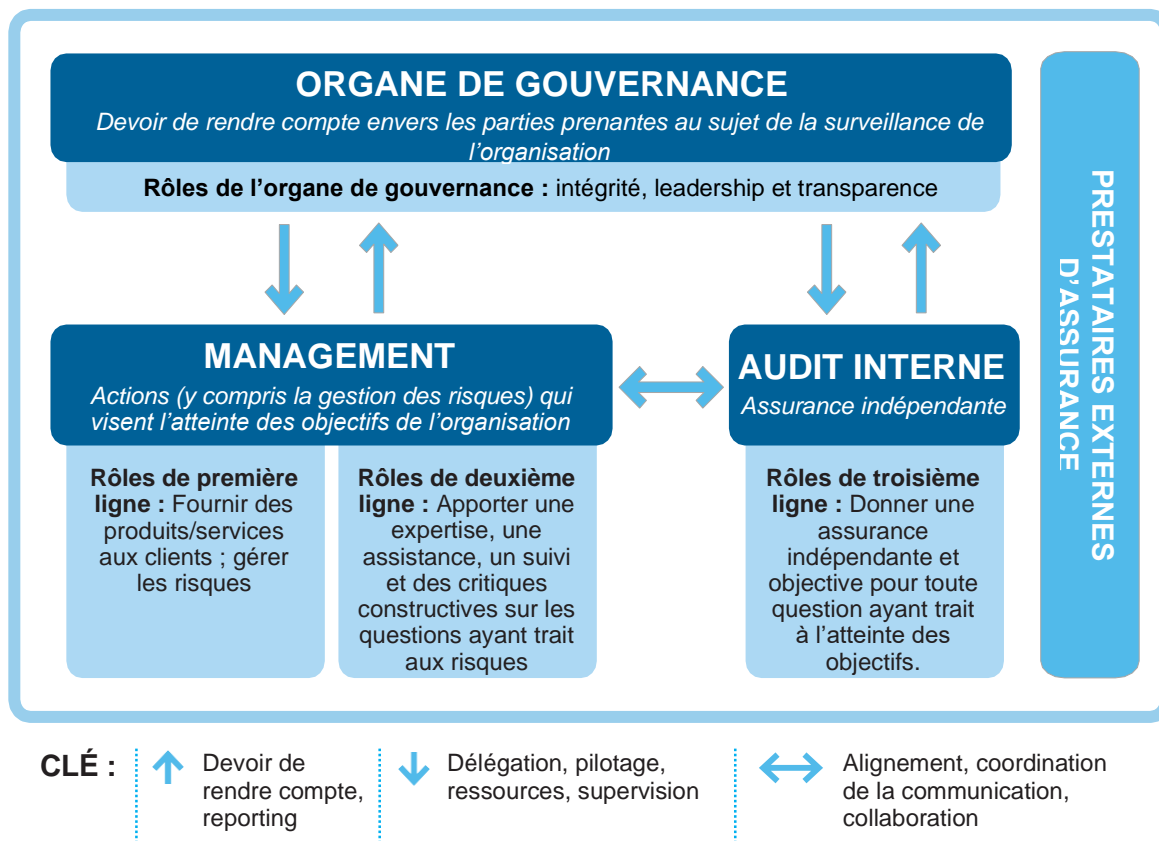 ORGANE DE GOUVERNANCE
Devoir de rendre compte envers les parties prenantes au sujet de la surveillance de
l’organisation
Rôles de l’organe de gouvernance : intégrité, leadership et transparence
MANAGEMENT
Actions (y compris la gestion des risques) qui
visent l’atteinte des objectifs de l’organisation
Rôles de première
ligne : Fournir des
produits/services
aux clients ; gérer
les risques
Rôles de deuxième
ligne : Apporter une
expertise, une
assistance, un suivi
et des critiques
constructives sur les
questions ayant trait
aux risques
AUDIT INTERNE
Assurance indépendante
Rôles de troisième
ligne : Donner une
assurance
indépendante et
objective pour toute
question ayant trait
à l’atteinte des
objectifs.
PRESTATAIRES EXTERNES
D’ASSURANCE
CLÉ :
Devoir de
rendre compte,
reporting
Délégation, pilotage,
ressources, supervision
Alignement, coordination
de la communication,
collaboration